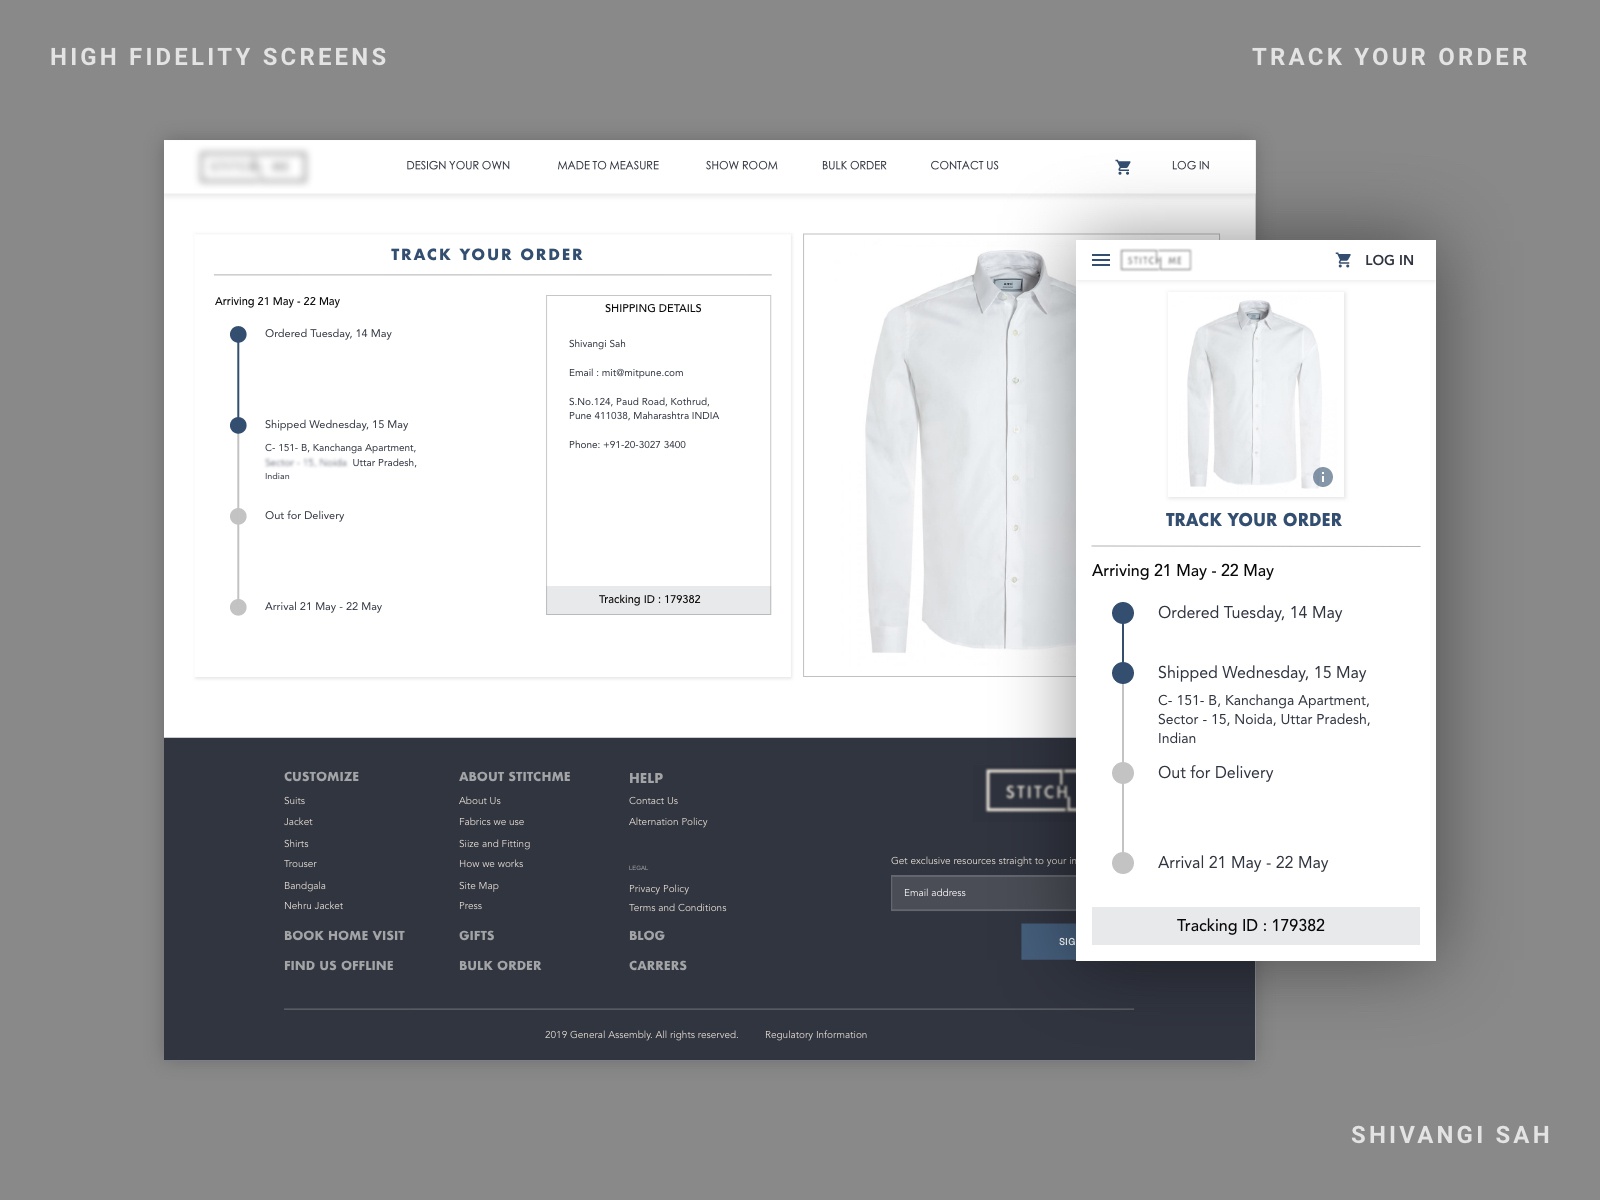 HIGH FIDELITY SCREENS
TRACK YOUR ORDER
STITCH ME
DESIGN YOUR OWN
MADE TO MEASURE
SHOW ROOM
BULK ORDER
CONTACT US
LOG IN
TRACK YOUR ORDER
Arriving 21 May - 22 May
Ordered Tuesday, 14 May
Shipped Wednesday, 15 May
C- 151- B, Kanchanga Apartment,
Sector - 15, Noida Uttar Pradesh,
Indian
Out for Delivery
Arrival 21 May - 22 May
SHIPPING DETAILS
Shivangi Sah
Email : mit@mitpune.com
S.No.124, Paud Road, Kothrud,
Pune 411038, Maharashtra INDIA
Phone: +91-20-3027 3400
Tracking ID : 179382
STITCH ME
LOG IN
TRACK YOUR ORDER
Arriving 21 May - 22 May
Ordered Tuesday, 14 May
Shipped Wednesday, 15 May
C- 151- B, Kanchanga Apartment,
Sector - 15, Noida, Uttar Pradesh,
Indian
Out for Delivery
Arrival 21 May - 22 May
Tracking ID : 179382
CUSTOMIZE
Suits
Jacket
Shirts
Trouser
Bandgala
Nehru Jacket
BOOK HOME VISIT
FIND US OFFLINE
ABOUT STITCHME
About Us
Fabrics we use
Siize and Fitting
How we works
Site Map
Press
GIFTS
BULK ORDER
HELP
Contact Us
Alternation Policy
LEGAL
Privacy Policy
Terms and Conditions
BLOG
CARRERS
STITCH
Get exclusive resources straight to your in
Email address
SIG
2019 General Assembly. All rights reserved.
Regulatory Information
SHIVANGI SAH